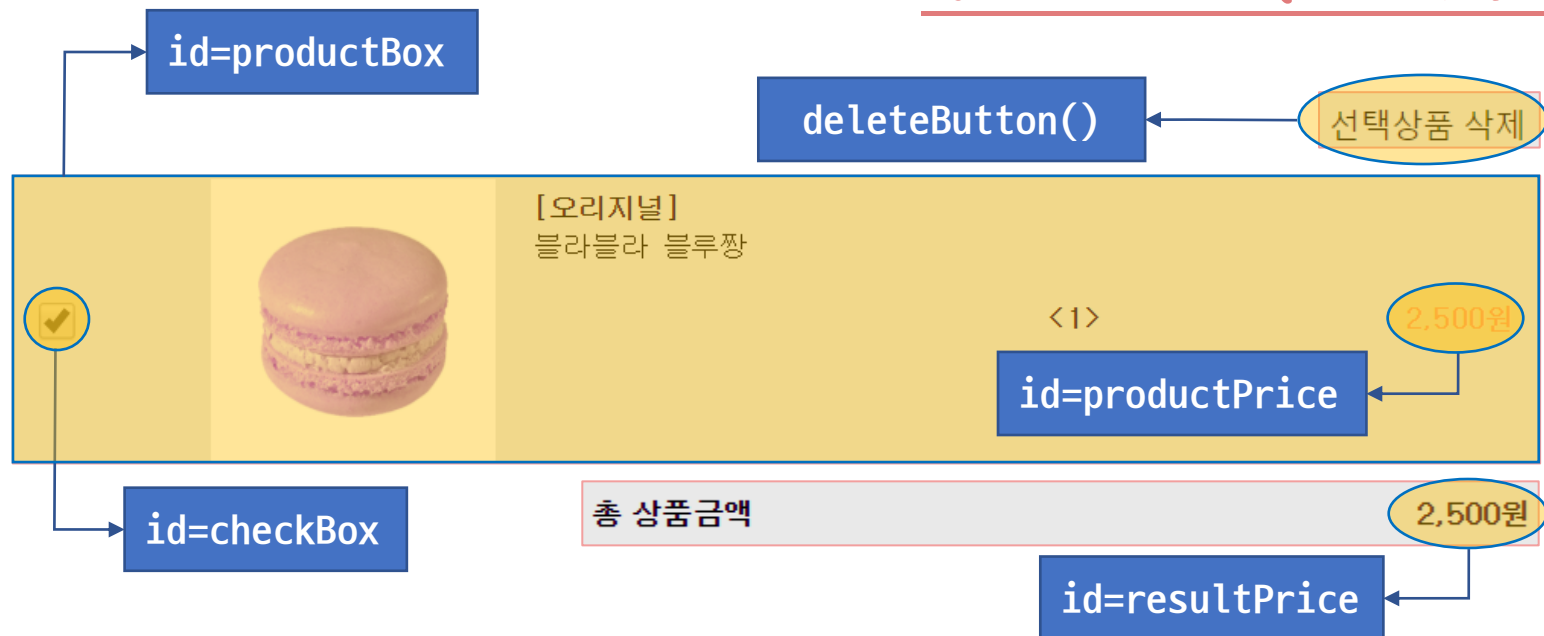 id=productBox
deleteButton()
선택상품 삭제
[오리지널]
블라블라 블루짱
<1>
2,500원
id=productPrice
id=checkBox
총 상품금액
2,500원
id=resultPrice